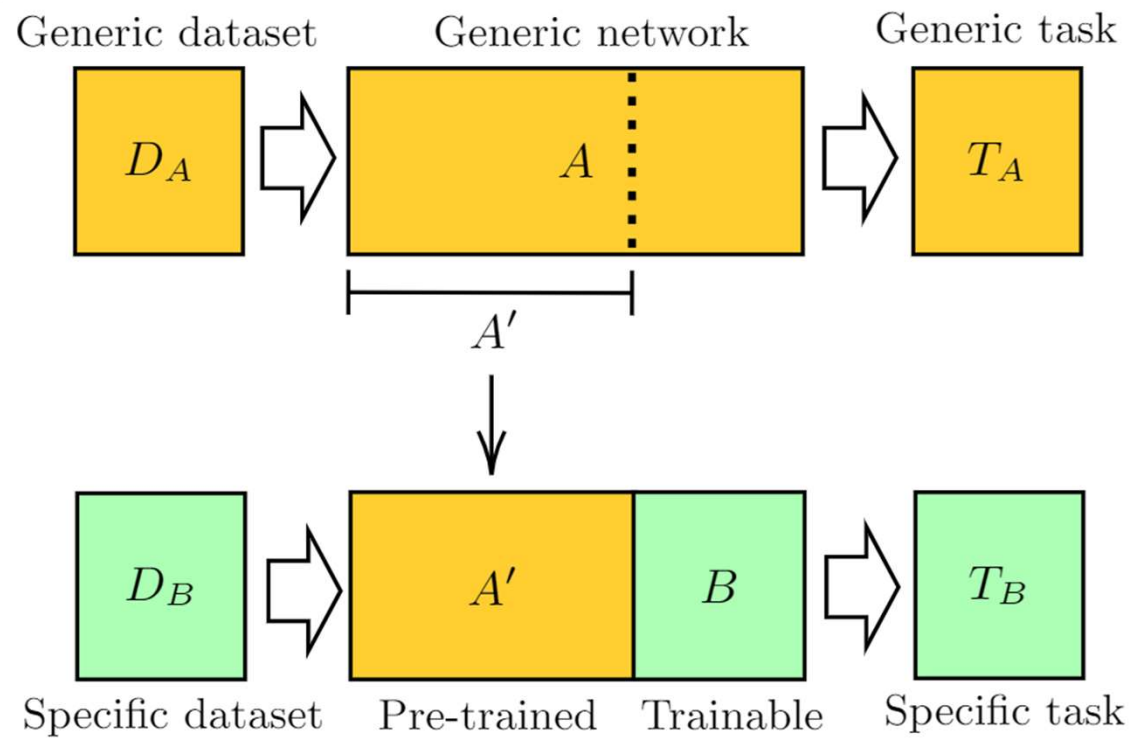 Generic dataset
Generic network
Generic task
D_A
A
T_A
A′
D_B
A′
B
T_B
Specific dataset
Pre-trained
Trainable
Specific task